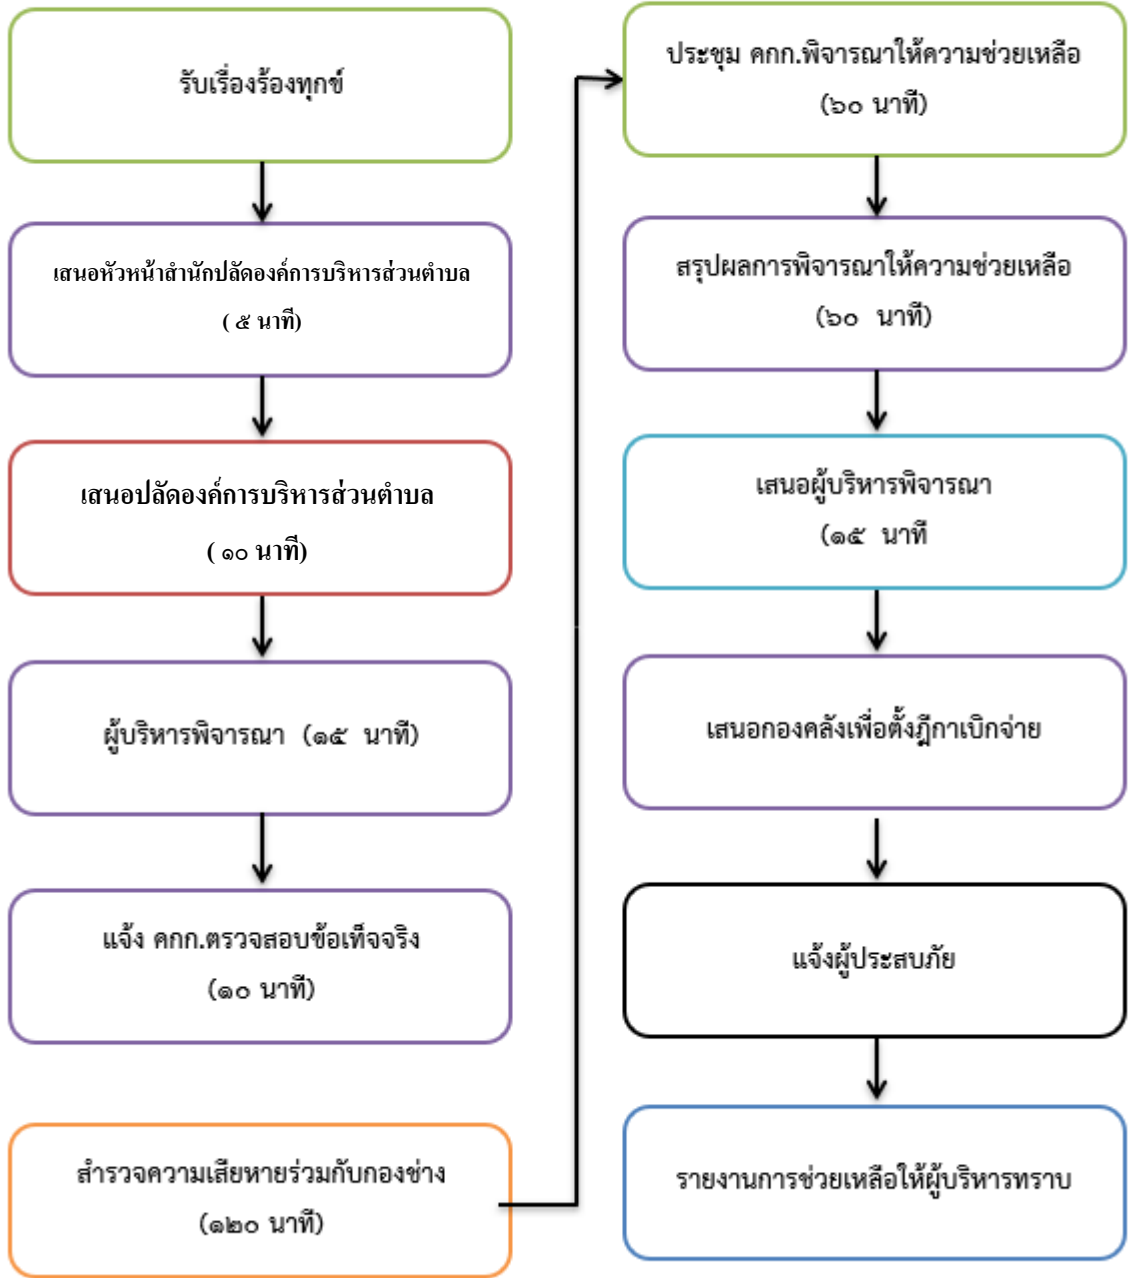 รับเรื่องร้องทุกข์
เสนอหัวหน้าสำนักปลัดองค์การบริหารส่วนตำบล
( ๕ นาที)
เสนอปลัดองค์การบริหารส่วนตำบล
( ๑๐ นาที)
ผู้บริหารพิจารณา (๑๕ นาที)
แจ้ง คกก.ตรวจสอบข้อเท็จจริง
(๑๐ นาที)
สำรวจความเสียหายร่วมกับกองช่าง
(๑๒๐ นาที)
ประชุม คกก.พิจารณาให้ความช่วยเหลือ
(๖๐ นาที)
สรุปผลการพิจารณาให้ความช่วยเหลือ
(๖๐ นาที)
เสนอผู้บริหารพิจารณา
(๑๕ นาที
เสนอกองคลังเพื่อตั้งฎีกาเบิกจ่าย
แจ้งผู้ประสบภัย
รายงานการช่วยเหลือให้ผู้บริหารทราบ